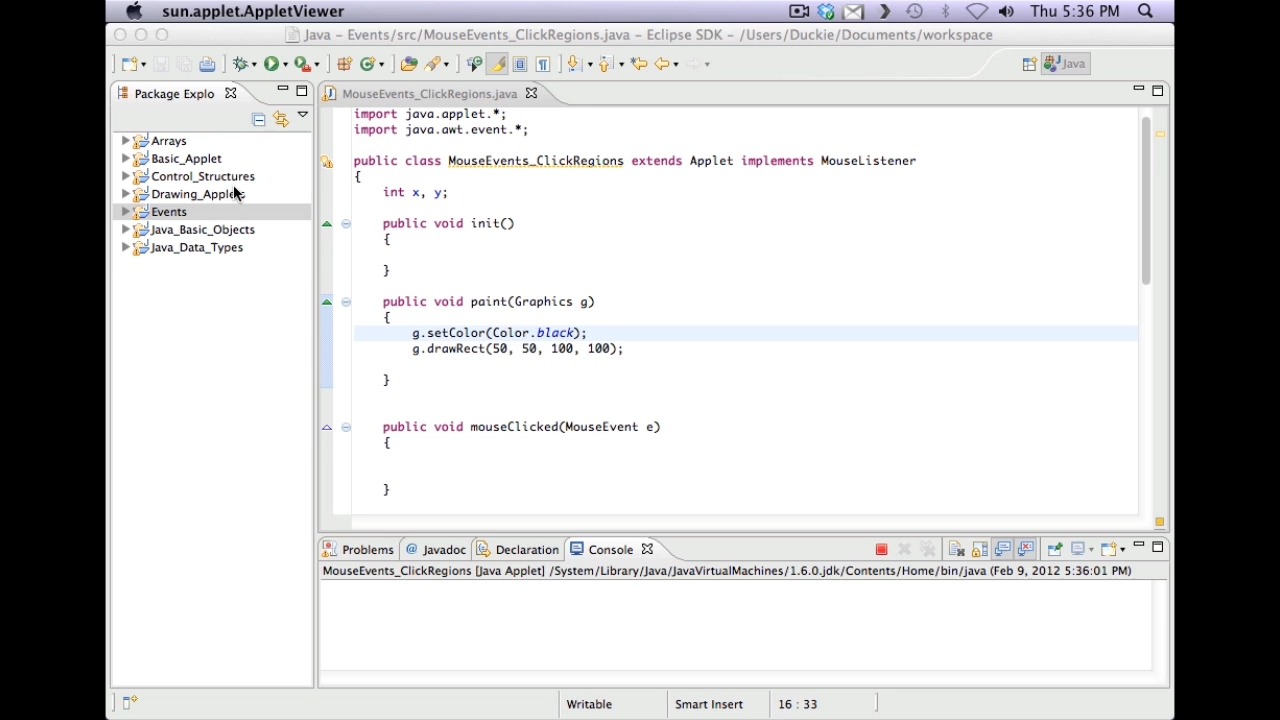 sun.applet.AppletViewer
Thu 5:36 PM
Java – Events/src/MouseEvents_ClickRegions.java – Eclipse SDK – /Users/Duckie/Documents/workspace
Java
Package Explo
Arrays
Basic_Applet
Control_Structures
Drawing_Apple
Events
Java_Basic_Objects
Java_Data_Types
MouseEvents_ClickRegions.java
import java.applet.*;
import java.awt.event.*;
public class MouseEvents_ClickRegions extends Applet implements MouseListener
{
int x, y;
public void init()
{
}
public void paint(Graphics g)
{
g.setColor(Color.black);
g.drawRect(50, 50, 100, 100);
}
public void mouseClicked(MouseEvent e)
{
}
Problems
@ Javadoc
Declaration
Console
MouseEvents_ClickRegions [Java Applet] /System/Library/Java/JavaVirtualMachines/1.6.0.jdk/Contents/Home/bin/java (Feb 9, 2012 5:36:01 PM)
Writable
Smart Insert
16 : 33